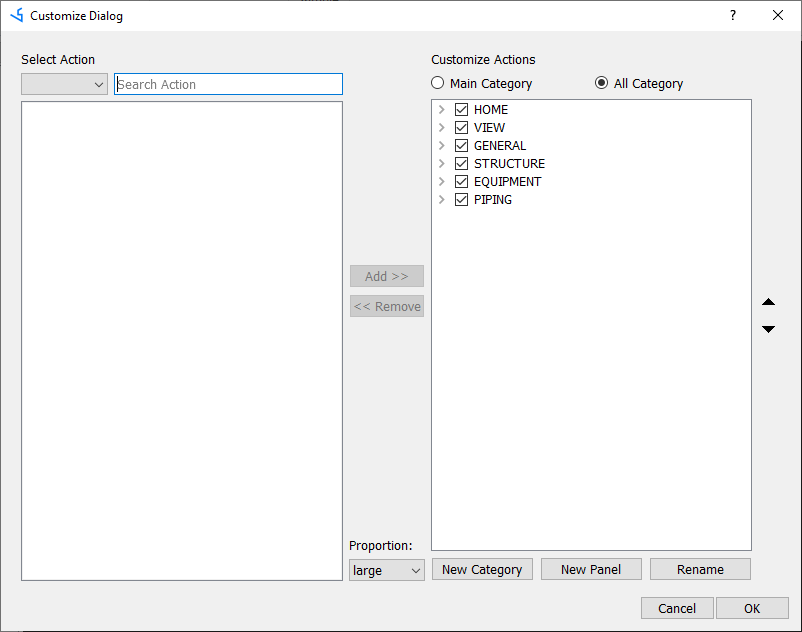 Customize Dialog
?
Select Action
Search Action
Customize Actions
Main Category
All Category
HOME
VIEW
GENERAL
STRUCTURE
EQUIPMENT
PIPING
Add >>
<< Remove
Proportion:
large
New Category
New Panel
Rename
Cancel
OK